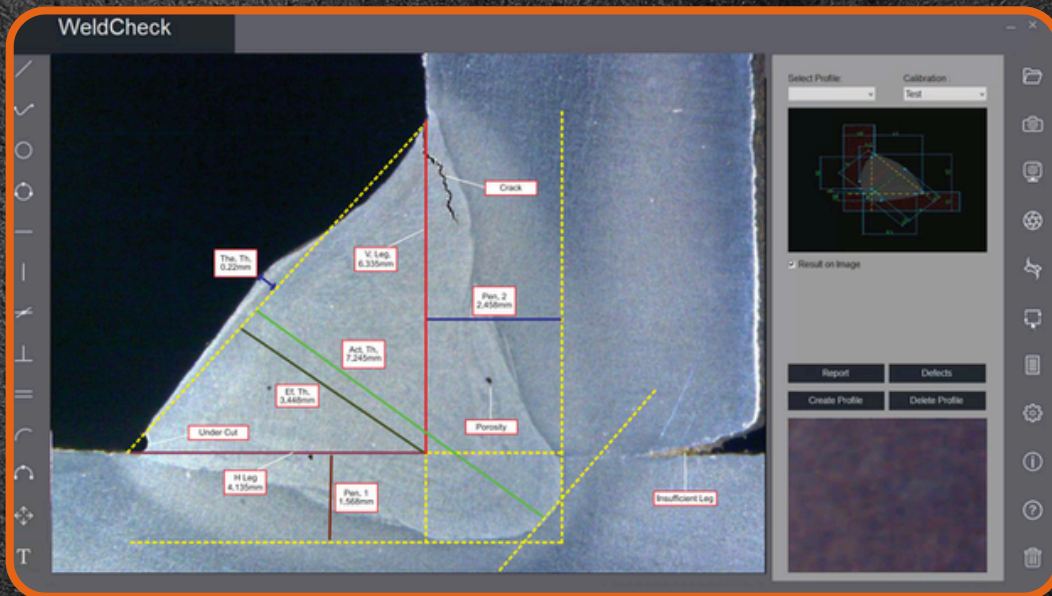 WeldCheck
Select Profile:
Calibration :
Test
Crack
The. Th.
0.22mm
V. Leg.
6.335mm
Pen. 2
2.458mm
Result on Image
Act. Th.
7.245mm
Ef. Th.
3.448mm
Report
Defects
Create Profile
Delete Profile
Under Cut
Porosity
H Leg
4.135mm
Pen. 1
1.568mm
Insufficient Leg
T